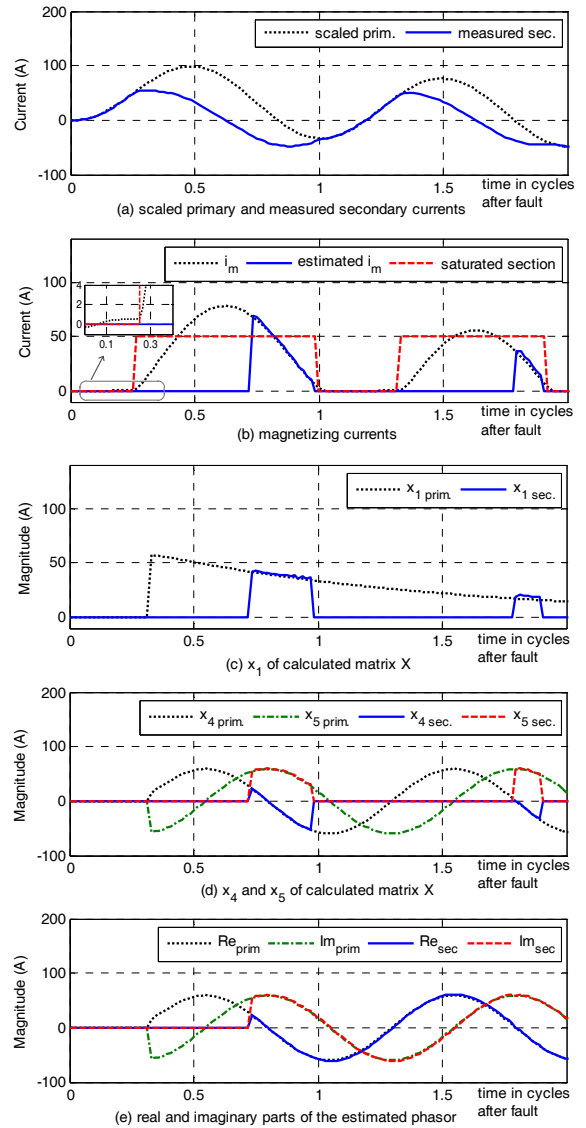 scaled prim. measured sec.
100
0
-100
Current (A)
0 0.5 1 1.5 time in cycles
after fault
(a) scaled primary and measured secondary currents
i_m estimated i_m saturated section
100
50
0
Current (A)
4
2
0
0.1 0.3
0 0.5 1 1.5 time in cycles
after fault
(b) magnetizing currents
x_1 prim. x_1 sec.
100
50
0
Magnitude (A)
0 0.5 1 1.5 time in cycles
after fault
(c) x_1 of calculated matrix X
200
x_4 prim. x_5 prim. x_4 sec. x_5 sec.
100
0
-100
Magnitude (A)
0 0.5 1 1.5 time in cycles
after fault
(d) x_4 and x_5 of calculated matrix X
200
Re_prim Im_prim Re_sec Im_sec
100
0
-100
Magnitude (A)
0 0.5 1 1.5 time in cycles
after fault
(e) real and imaginary parts of the estimated phasor